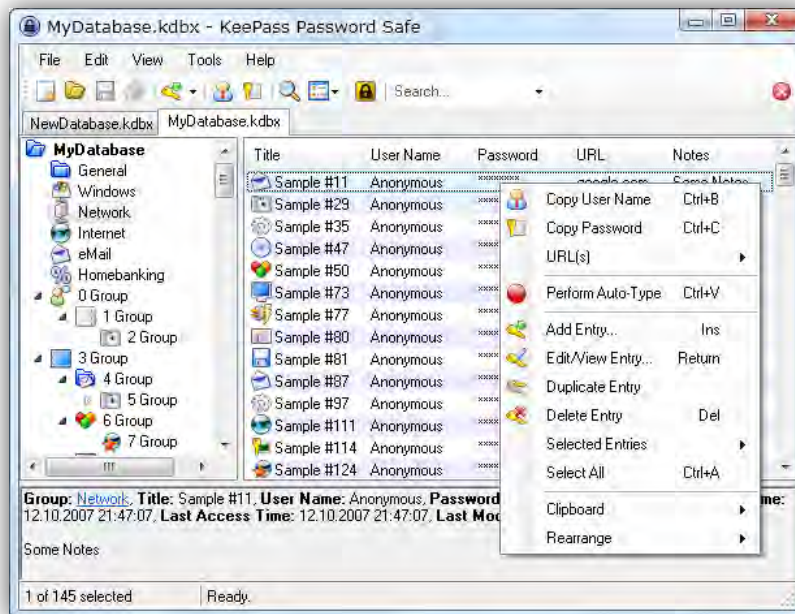 MyDatabase.kdbx - KeePass Password Safe
File Edit View Tools Help
Search...
NewDatabase.kdbx MyDatabase.kdbx
MyDatabase
General
Windows
Network
Internet
eMail
Homebanking
0 Group
1 Group
2 Group
3 Group
4 Group
5 Group
6 Group
7 Group
Title User Name Password URL Notes
Sample #11 Anonymous ******** google.com Some Notes
Sample #29 Anonymous ****
Sample #35 Anonymous ****
Sample #47 Anonymous ****
Sample #50 Anonymous ****
Sample #73 Anonymous ****
Sample #77 Anonymous ****
Sample #80 Anonymous ****
Sample #81 Anonymous ****
Sample #87 Anonymous ****
Sample #97 Anonymous ****
Sample #111 Anonymous ****
Sample #114 Anonymous ****
Sample #124 Anonymous ****
Copy User Name Ctrl+B
Copy Password Ctrl+C
URL(s)
Perform Auto-Type Ctrl+V
Add Entry... Ins
Edit/View Entry... Return
Duplicate Entry
Delete Entry Del
Selected Entries
Select All Ctrl+A
Clipboard
Rearrange
Group: Network, Title: Sample #11, User Name: Anonymous, Password me:
12.10.2007 21:47:07, Last Access Time: 12.10.2007 21:47:07, Last Mod
Some Notes
1 of 145 selected Ready.